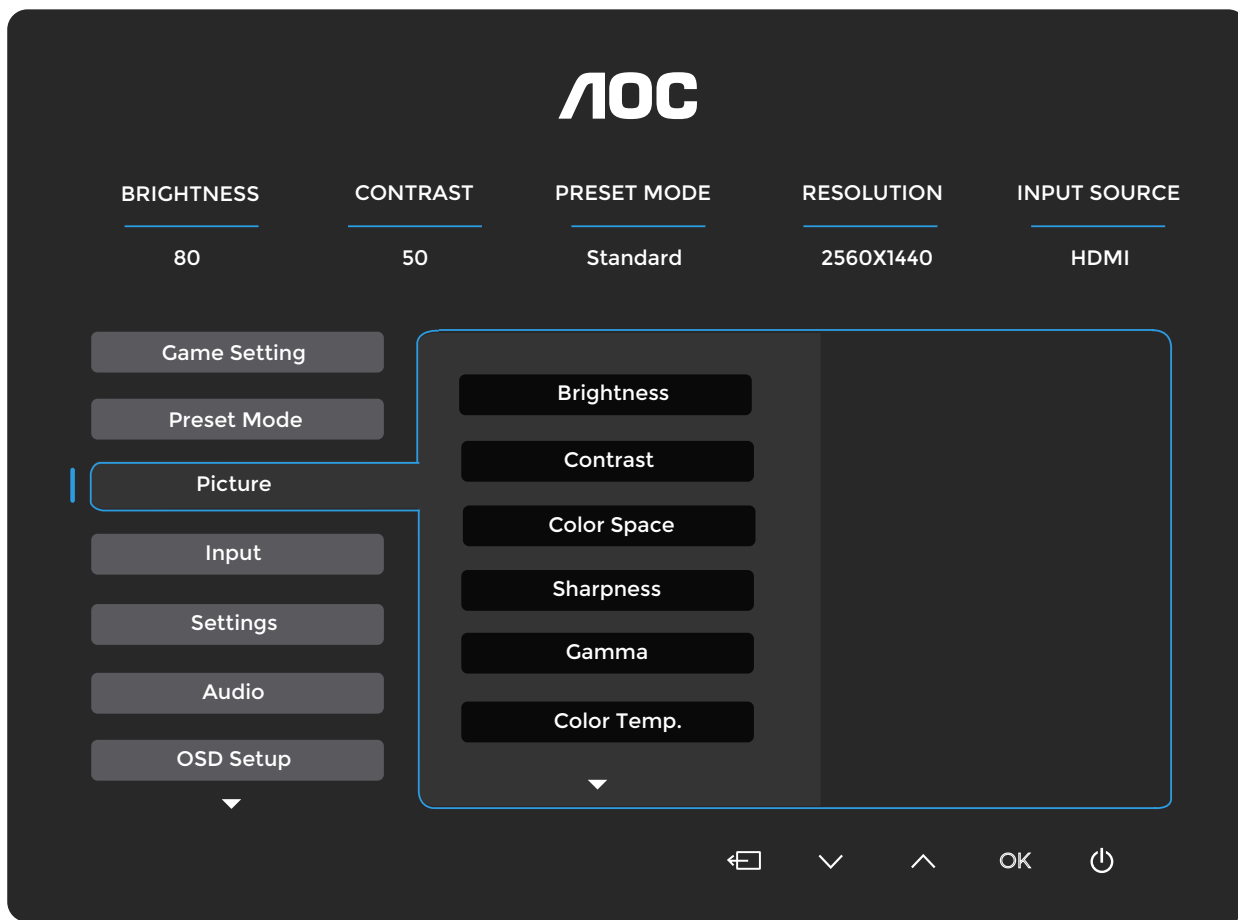 AOC
BRIGHTNESS CONTRAST PRESET MODE RESOLUTION INPUT SOURCE
80 50 Standard 2560X1440 HDMI
Game Setting
Preset Mode
Picture
Input
Settings
Audio
OSD Setup
Brightness
Contrast
Color Space
Sharpness
Gamma
Color Temp.
OK